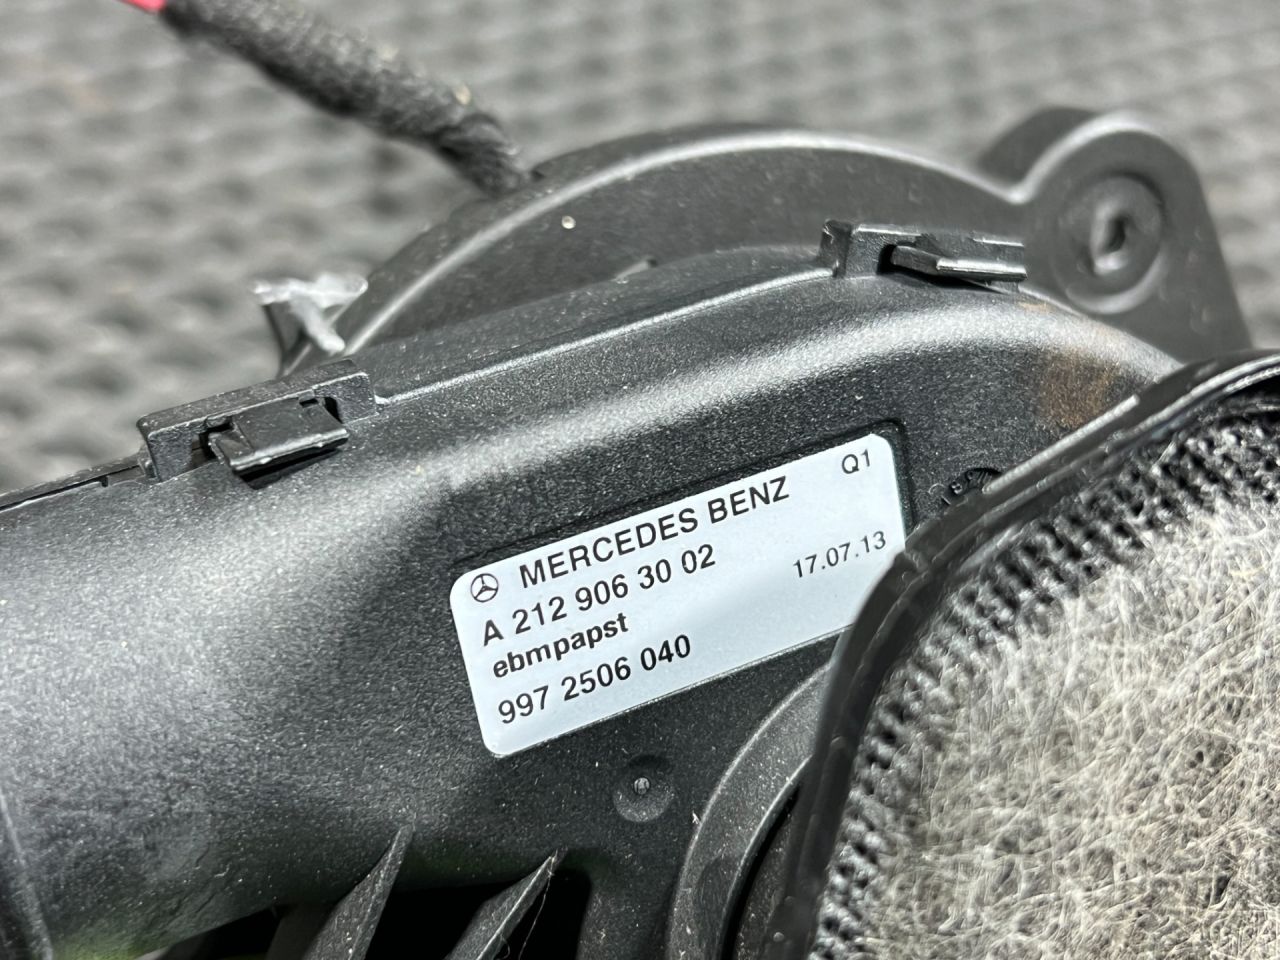 MERCEDES BENZ Q1
A 212 906 30 02 17.07.13
ebmpapst
997 2506 040